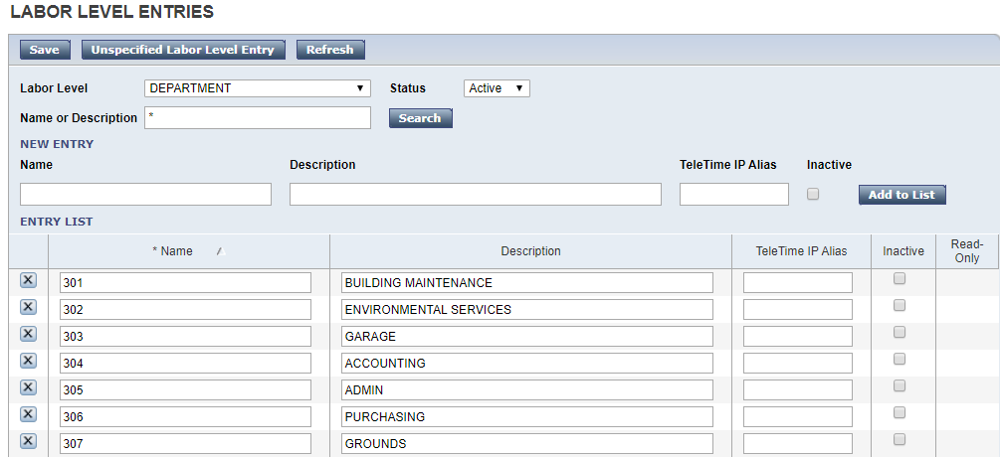 LABOR LEVEL ENTRIES
Save Unspecified Labor Level Entry Refresh
Labor Level DEPARTMENT Status Active
Name or Description * Search
NEW ENTRY
Name Description TeleTime IP Alias Inactive
Add to List
ENTRY LIST
* Name Description TeleTime IP Alias Inactive Read-
Only
301 BUILDING MAINTENANCE
302 ENVIRONMENTAL SERVICES
303 GARAGE
304 ACCOUNTING
305 ADMIN
306 PURCHASING
307 GROUNDS